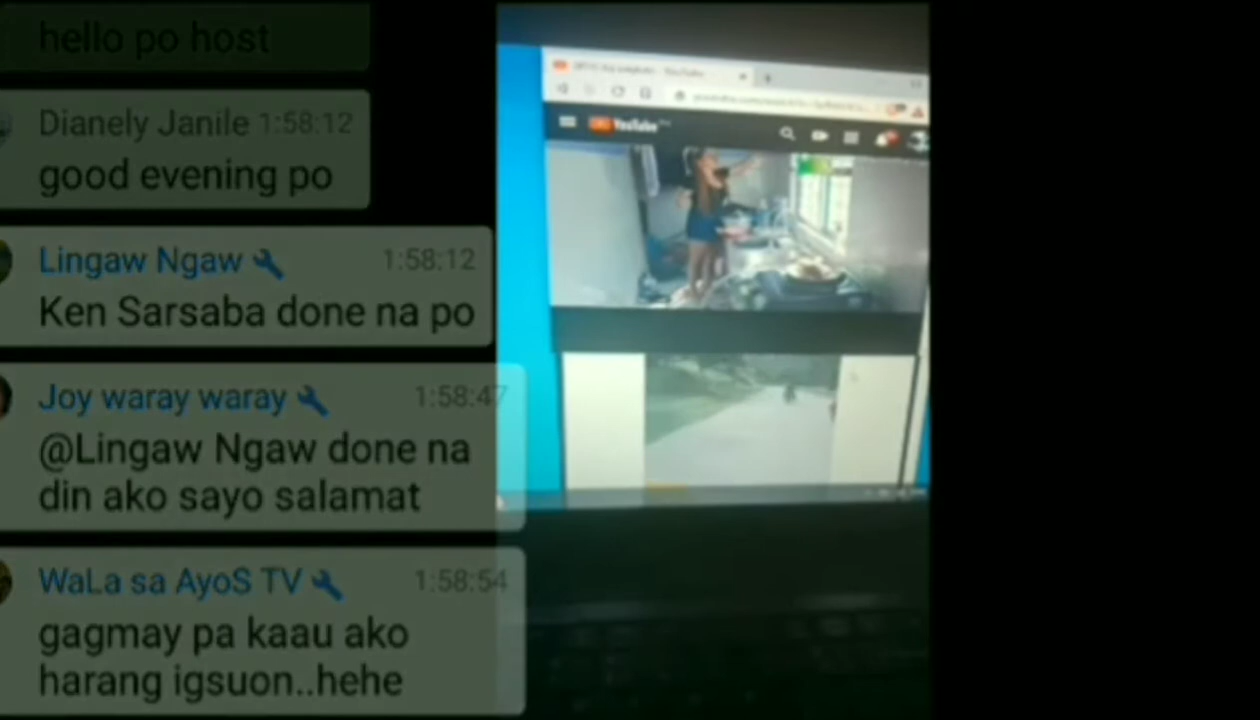 hello po host
Dianely Janile 1:58:12
good evening po
Lingaw Ngaw 1:58:12
Ken Sarsaba done na po
Joy waray waray 1:58:47
@Lingaw Ngaw done na
din ako sayo salamat
WaLa sa AyoS TV 1:58:54
gagmay pa kaau ako
harang igsuon..hehe
YouTube